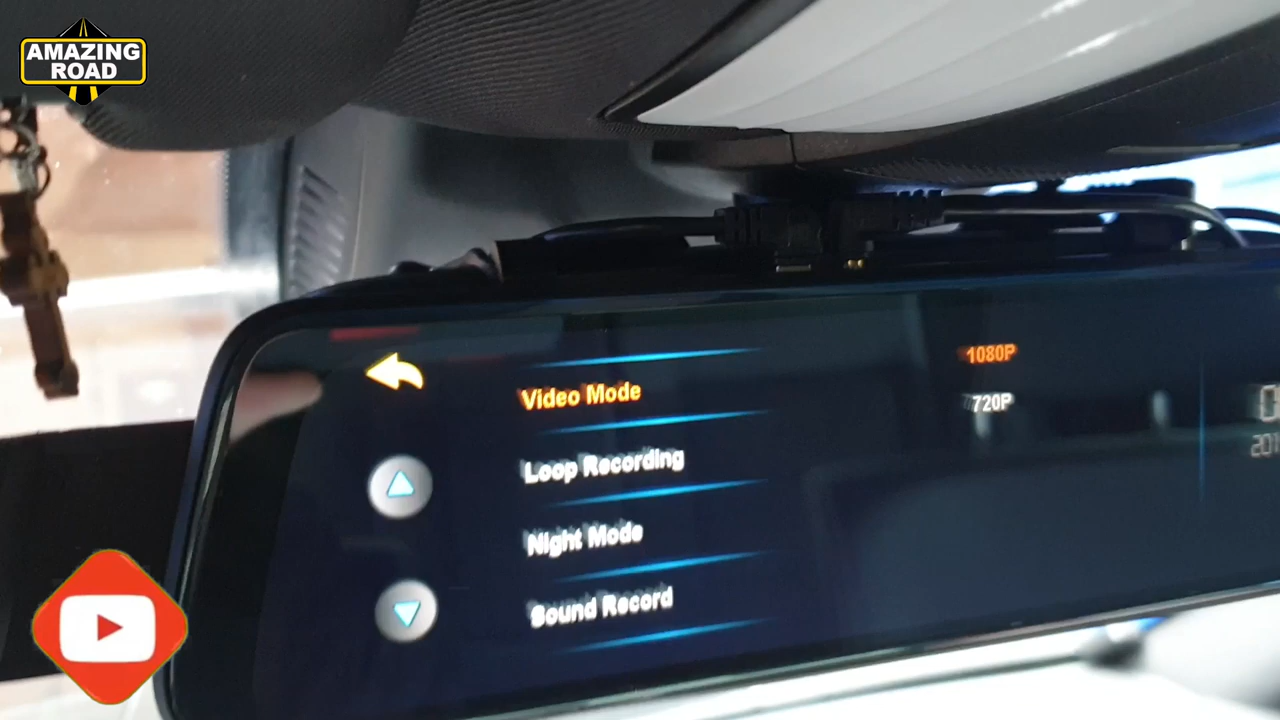 AMAZING
ROAD
Video Mode
1080P
720P
Loop Recording
Night Mode
Sound Record